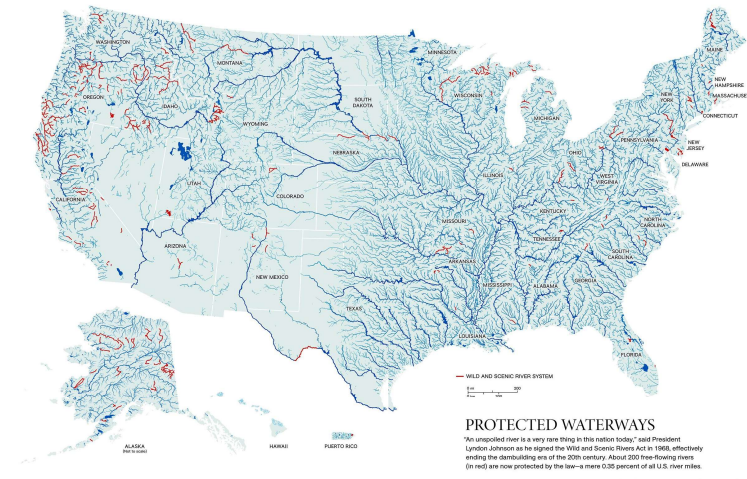 WASHINGTON
MONTANA
MINNESOTA
MAINE
OREGON
IDAHO
WYOMING
SOUTH
DAKOTA
WISCONSIN
MICHIGAN
NEW
YORK
NEW
HAMPSHIRE
MASSACHUSE
CONNECTICUT
NEBRASKA
PENNSYLVANIA
NEW
JERSEY
DELAWARE
OHIO
ILLINOIS
WEST
VIRGINIA
UTAH
COLORADO
CALIFORNIA
KENTUCKY
MISSOURI
NORTH
CAROLINA
TENNESSEE
ARIZONA
ARKANSAS
SOUTH
CAROLINA
NEW MEXICO
MISSISSIPPI
ALABAMA
GEORGIA
TEXAS
LOUISIANA
FLORIDA
WILD AND SCENIC RIVER SYSTEM
0 mi 200
ALASKA
(Not to scale)
HAWAII
PUERTO RICO
PROTECTED WATERWAYS
"An unspoiled river is a very rare thing in this nation today," said President
Lyndon Johnson as he signed the Wild and Scenic Rivers Act in 1968, effectively
ending the dambuilding era of the 20th century. About 200 free-flowing rivers
(in red) are now protected by the law—a mere 0.35 percent of all U.S. river miles.